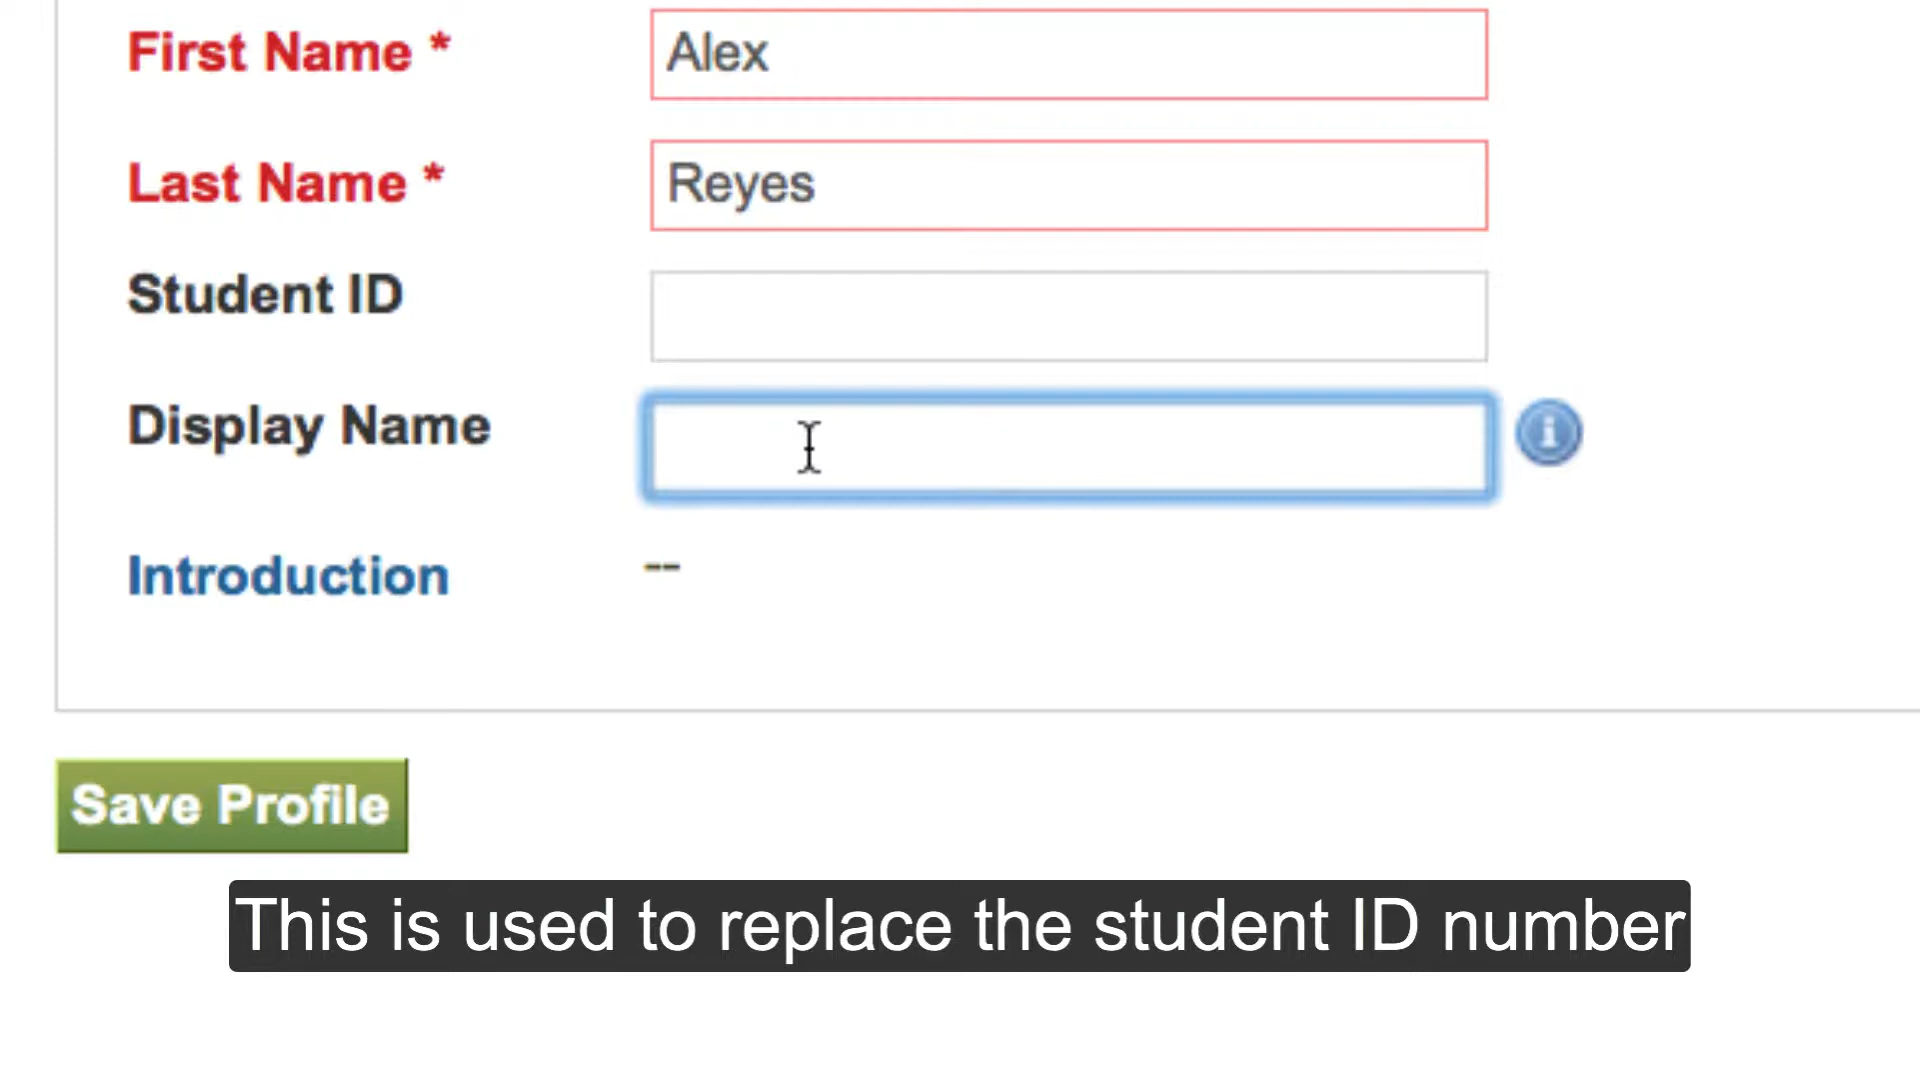 First Name *
Alex
Last Name *
Reyes
Student ID
Display Name
i
Introduction
--
Save Profile
This is used to replace the student ID number